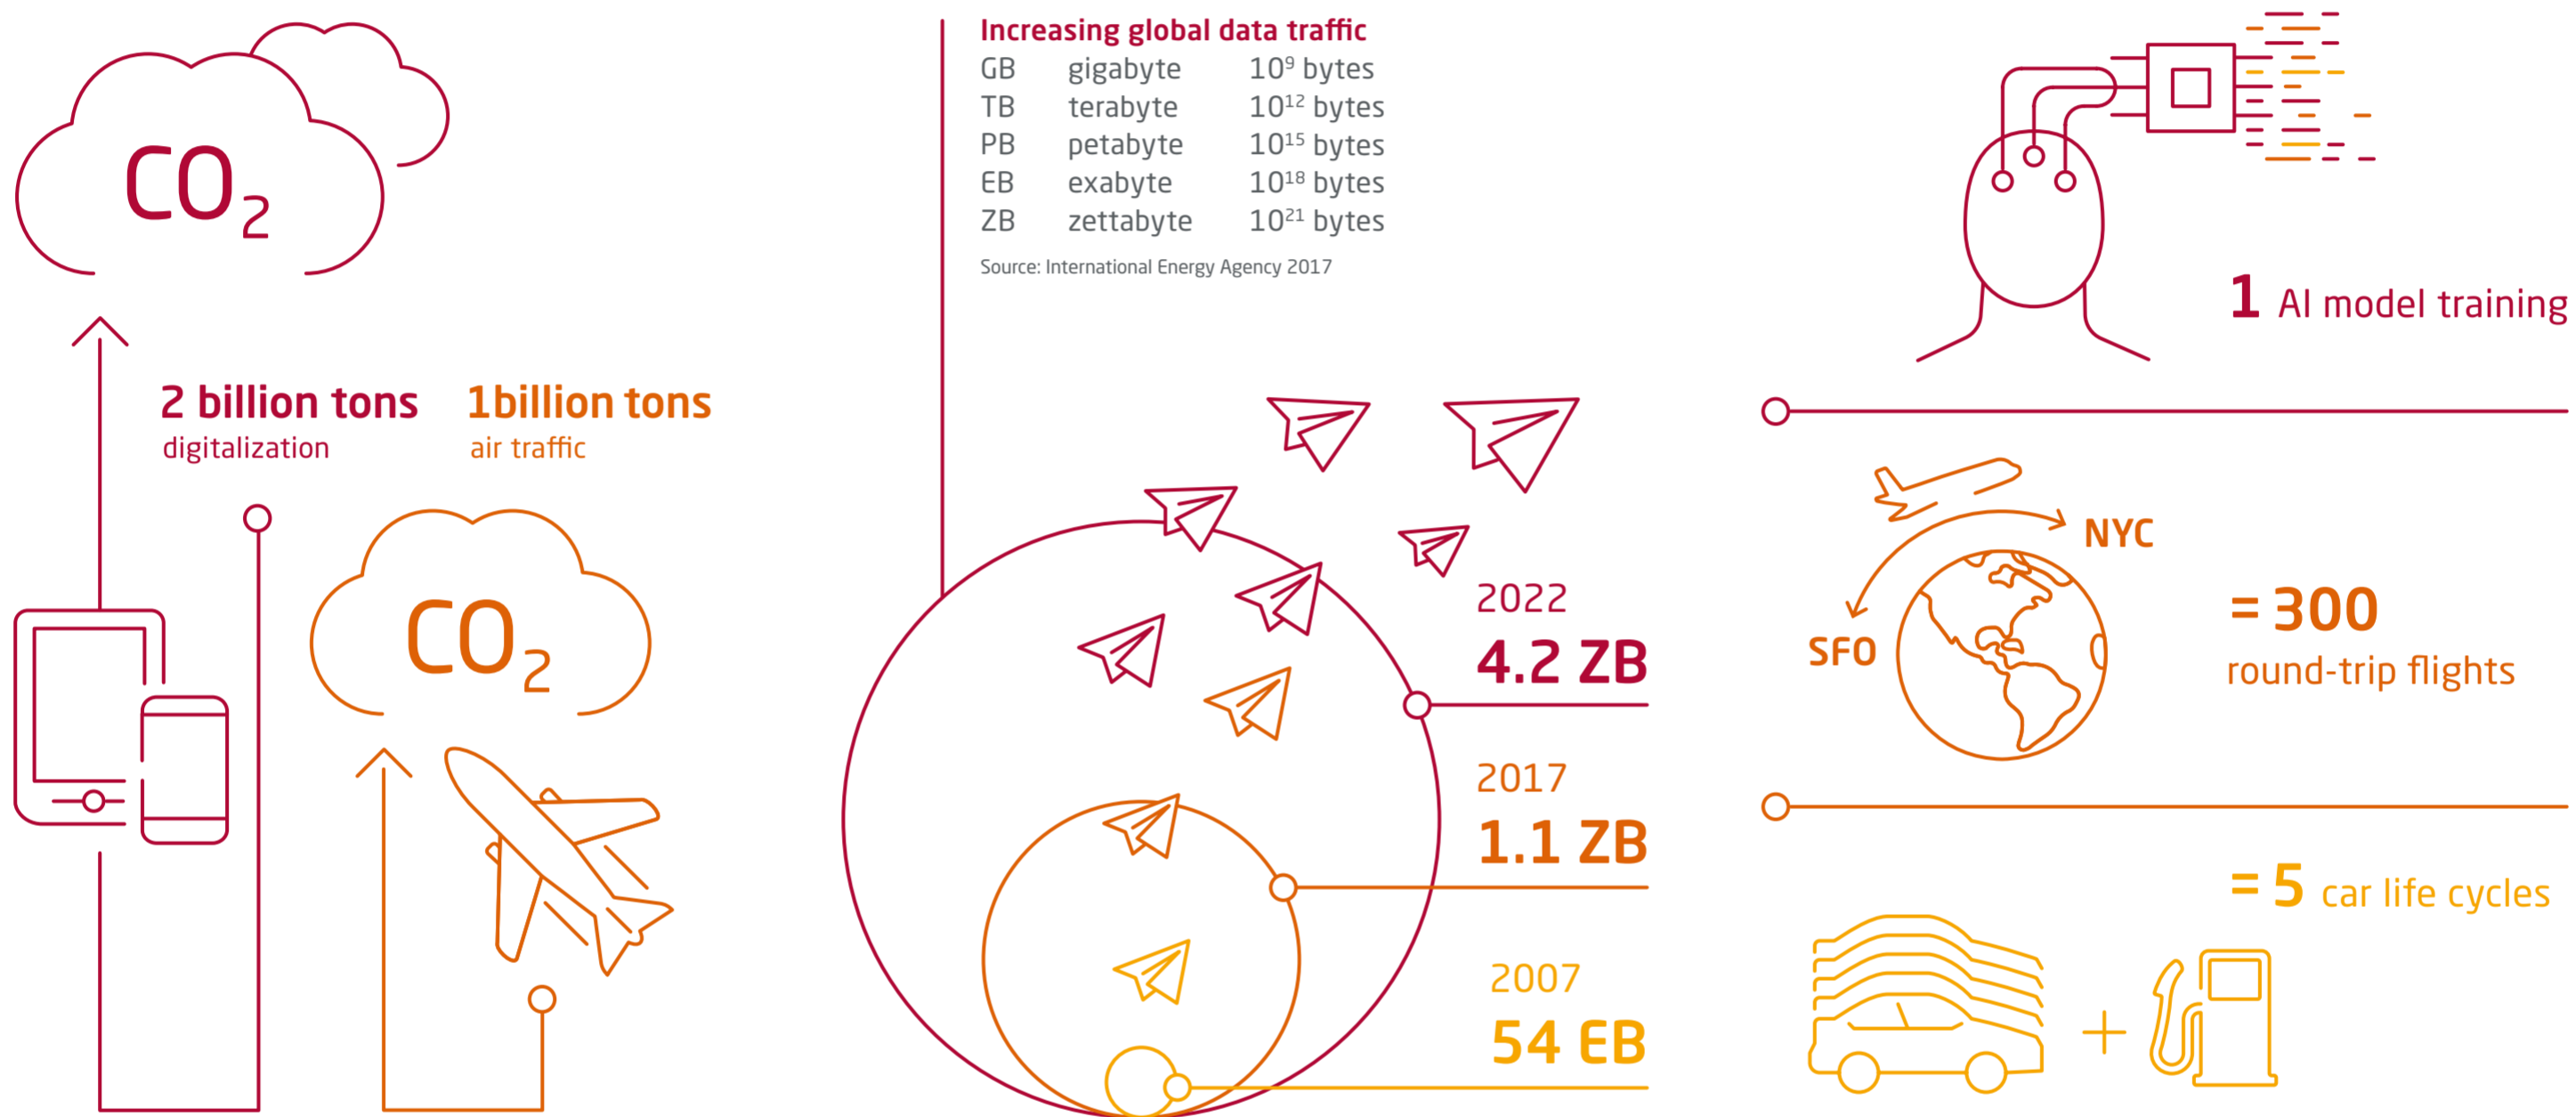 CO₂
2 billion tons
digitalization
1 billion tons
air traffic
CO₂
Increasing global data traffic
GB gigabyte 10⁹ bytes
TB terabyte 10¹² bytes
PB petabyte 10¹⁵ bytes
EB exabyte 10¹⁸ bytes
ZB zettabyte 10²¹ bytes
Source: International Energy Agency 2017
2022
4.2 ZB
2017
1.1 ZB
2007
54 EB
1 AI model training
NYC
SFO
= 300
round-trip flights
= 5 car life cycles